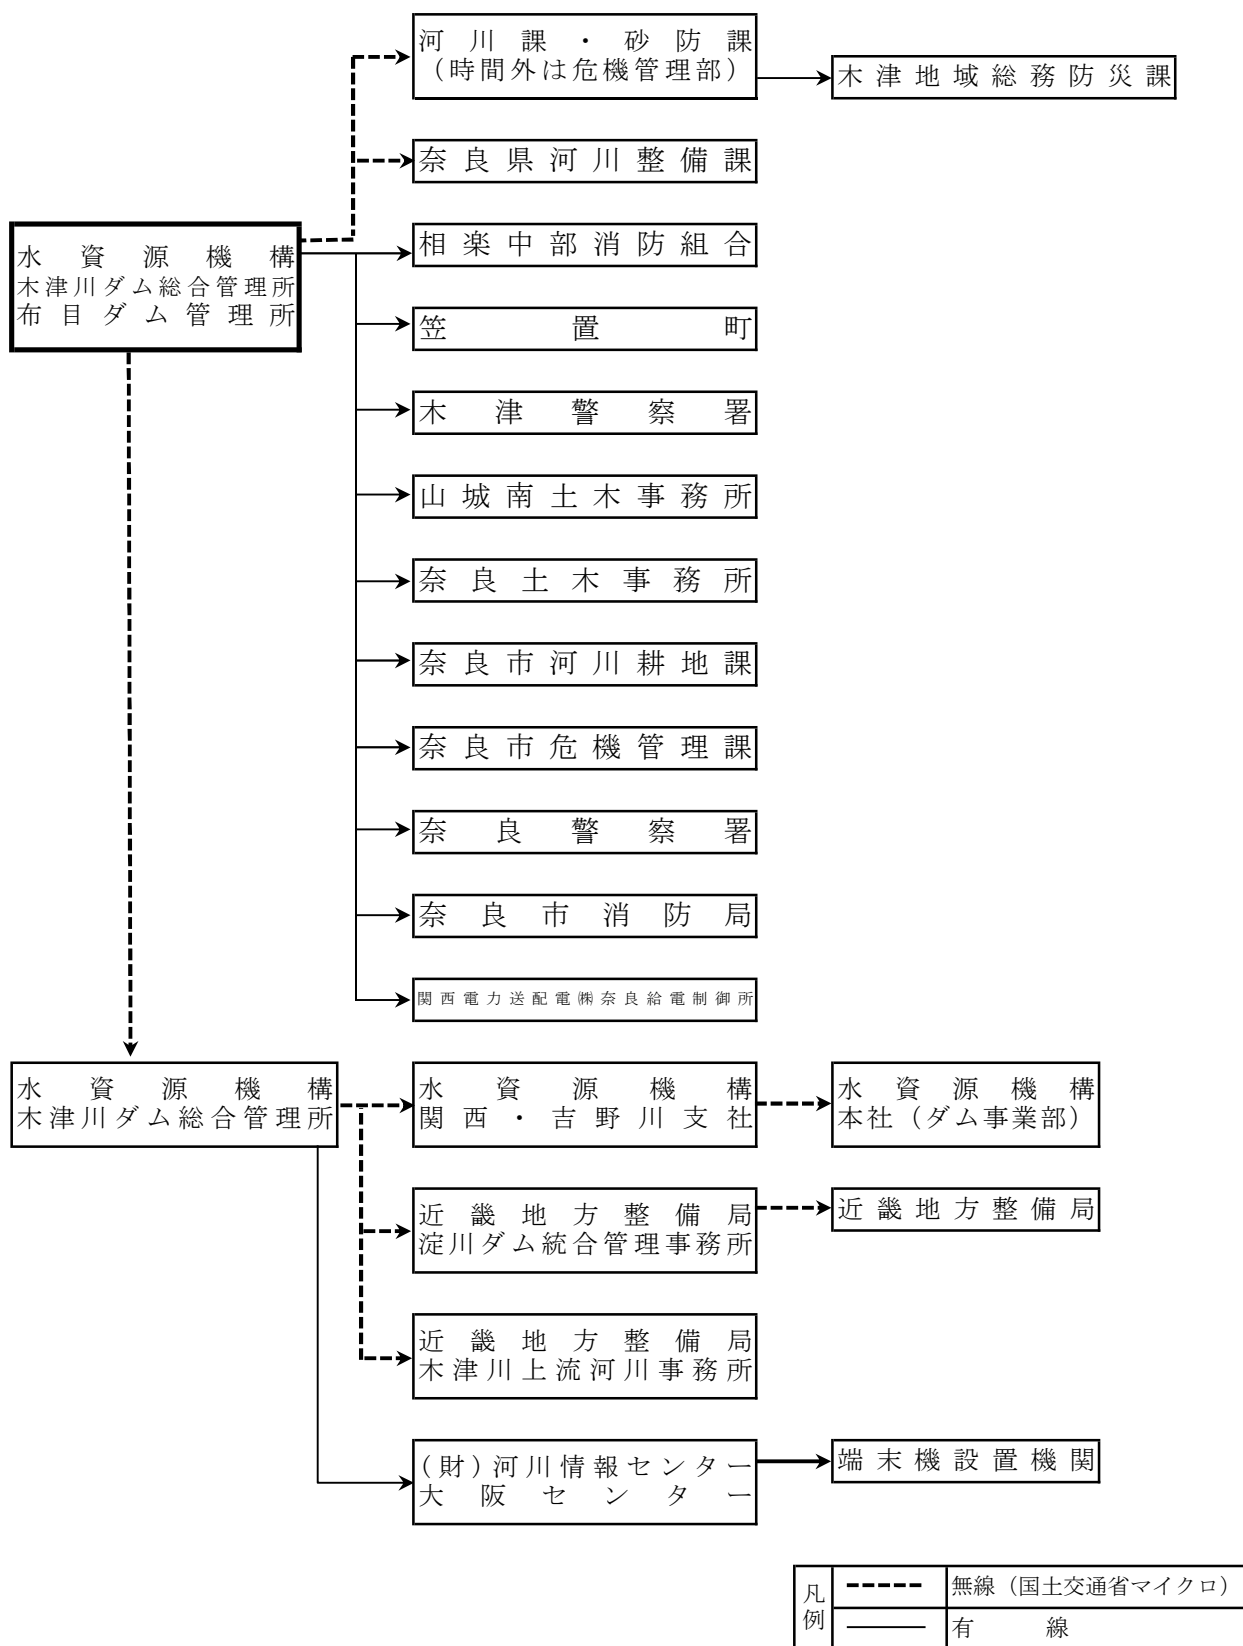 河川課・砂防課
（時間外は危機管理部）
木津地域総務防災課
奈良県河川整備課
水資源機構
木津川ダム総合管理所
布目ダム管理所
相楽中部消防組合
笠置町
木津警察署
山城南土木事務所
奈良土木事務所
奈良市河川耕地課
奈良市危機管理課
奈良警察署
奈良市消防局
関西電力送配電㈱奈良給電制御所
水資源機構
木津川ダム総合管理所
水資源機構
関西・吉野川支社
水資源機構
本社（ダム事業部）
近畿地方整備局
淀川ダム統合管理事務所
近畿地方整備局
近畿地方整備局
木津川上流河川事務所
(財)河川情報センター
大阪センター
端末機設置機関
凡例
無線（国土交通省マイクロ）
有線